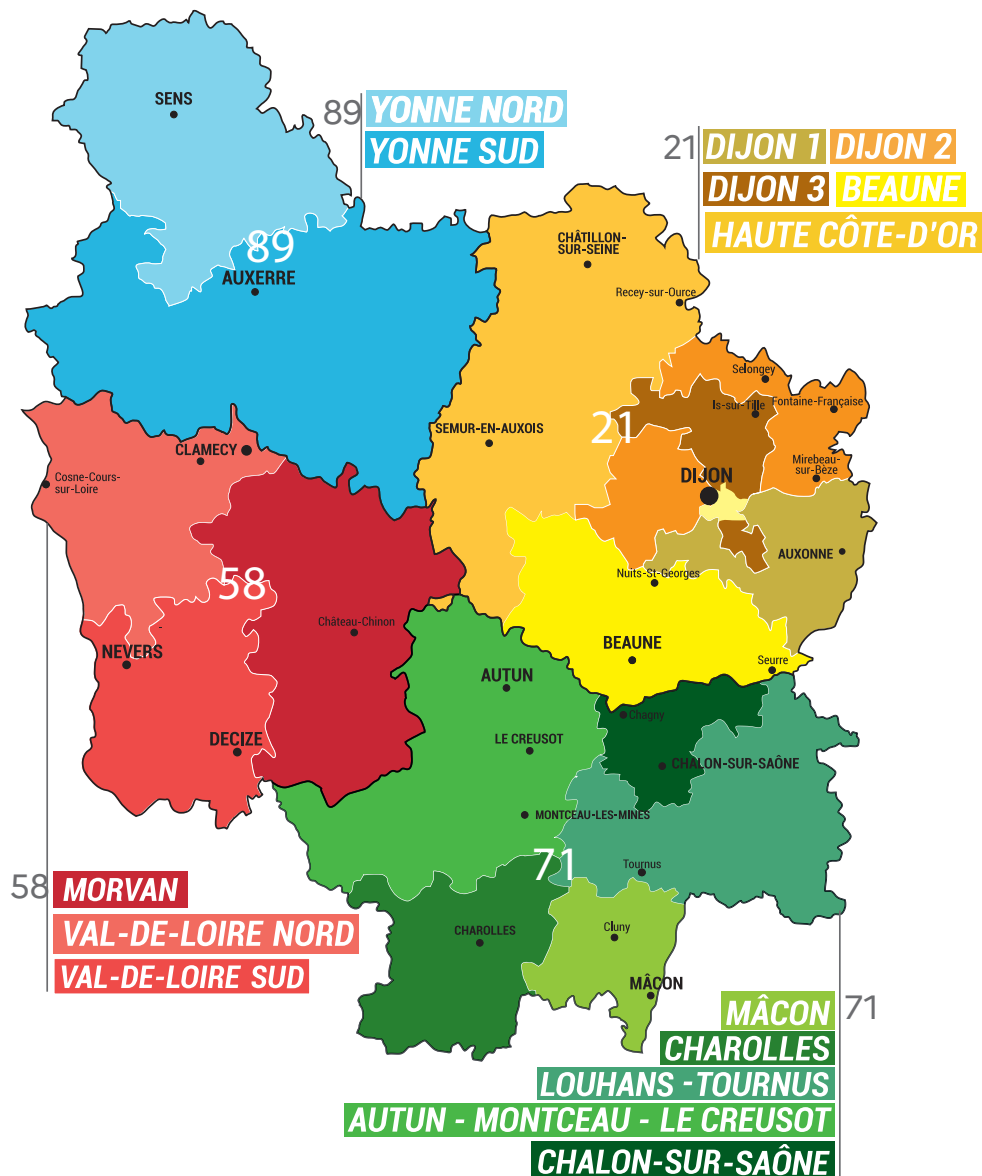 SENS
89 YONNE NORD
YONNE SUD
21 DIJON 1 DIJON 2
DIJON 3 BEAUNE
HAUTE CÔTE-D'OR
89
AUXERRE
CHÂTILLON-
SUR-SEINE
Recey-sur-Ource
Selongey
Is-sur-Tille
Fontaine-Française
21
SEMUR-EN-AUXOIS
CLAMECY
Cosne-Cours-
sur-Loire
Mirebeau-
sur-Bèze
DIJON
AUXONNE
58
Nuits-St-Georges
Château-Chinon
NEVERS
BEAUNE
Seurre
AUTUN
Chagny
DECIZE
LE CREUSOT
CHALON-SUR-SAÔNE
MONTCEAU-LES-MINES
71
Tournus
58 MORVAN
VAL-DE-LOIRE NORD
VAL-DE-LOIRE SUD
CHAROLLES
Cluny
MÂCON
71
MÂCON
CHAROLLES
LOUHANS - TOURNUS
AUTUN - MONTCEAU - LE CREUSOT
CHALON-SUR-SAÔNE